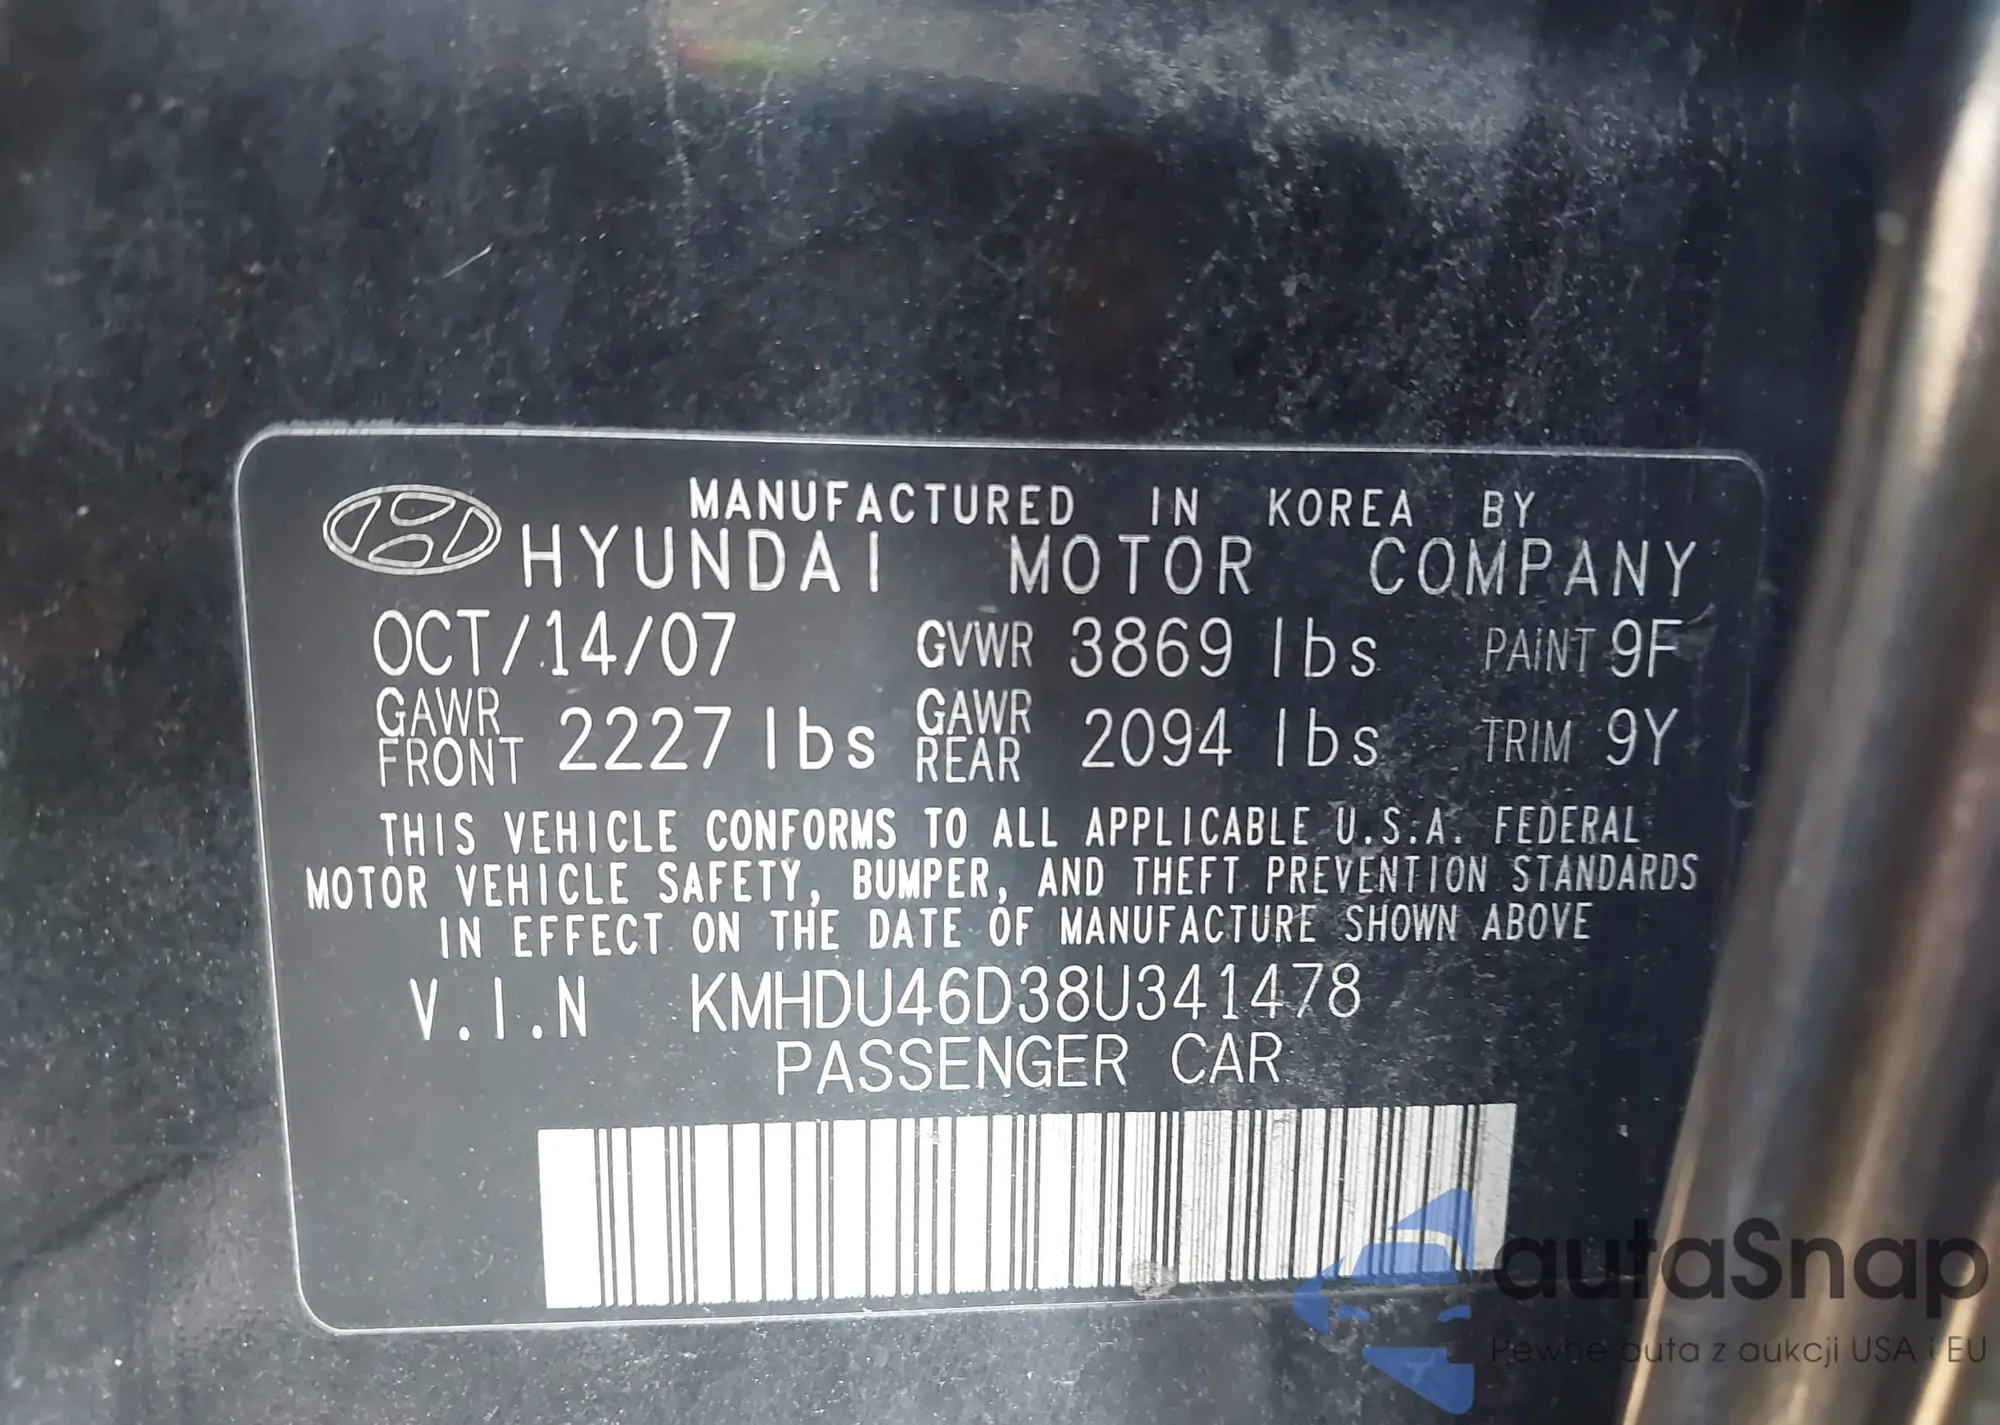 MANUFACTURED IN KOREA BY
HYUNDAI MOTOR COMPANY
OCT/14/07 GVWR 3869 lbs PAINT 9F
GAWR FRONT 2227 lbs GAWR REAR 2094 lbs TRIM 9Y
THIS VEHICLE CONFORMS TO ALL APPLICABLE U.S.A. FEDERAL
MOTOR VEHICLE SAFETY, BUMPER, AND THEFT PREVENTION STANDARDS
IN EFFECT ON THE DATE OF MANUFACTURE SHOWN ABOVE
V.I.N KMHDU46D38U341478
PASSENGER CAR
autaSnap
Pewne auta z aukcji USA i EU